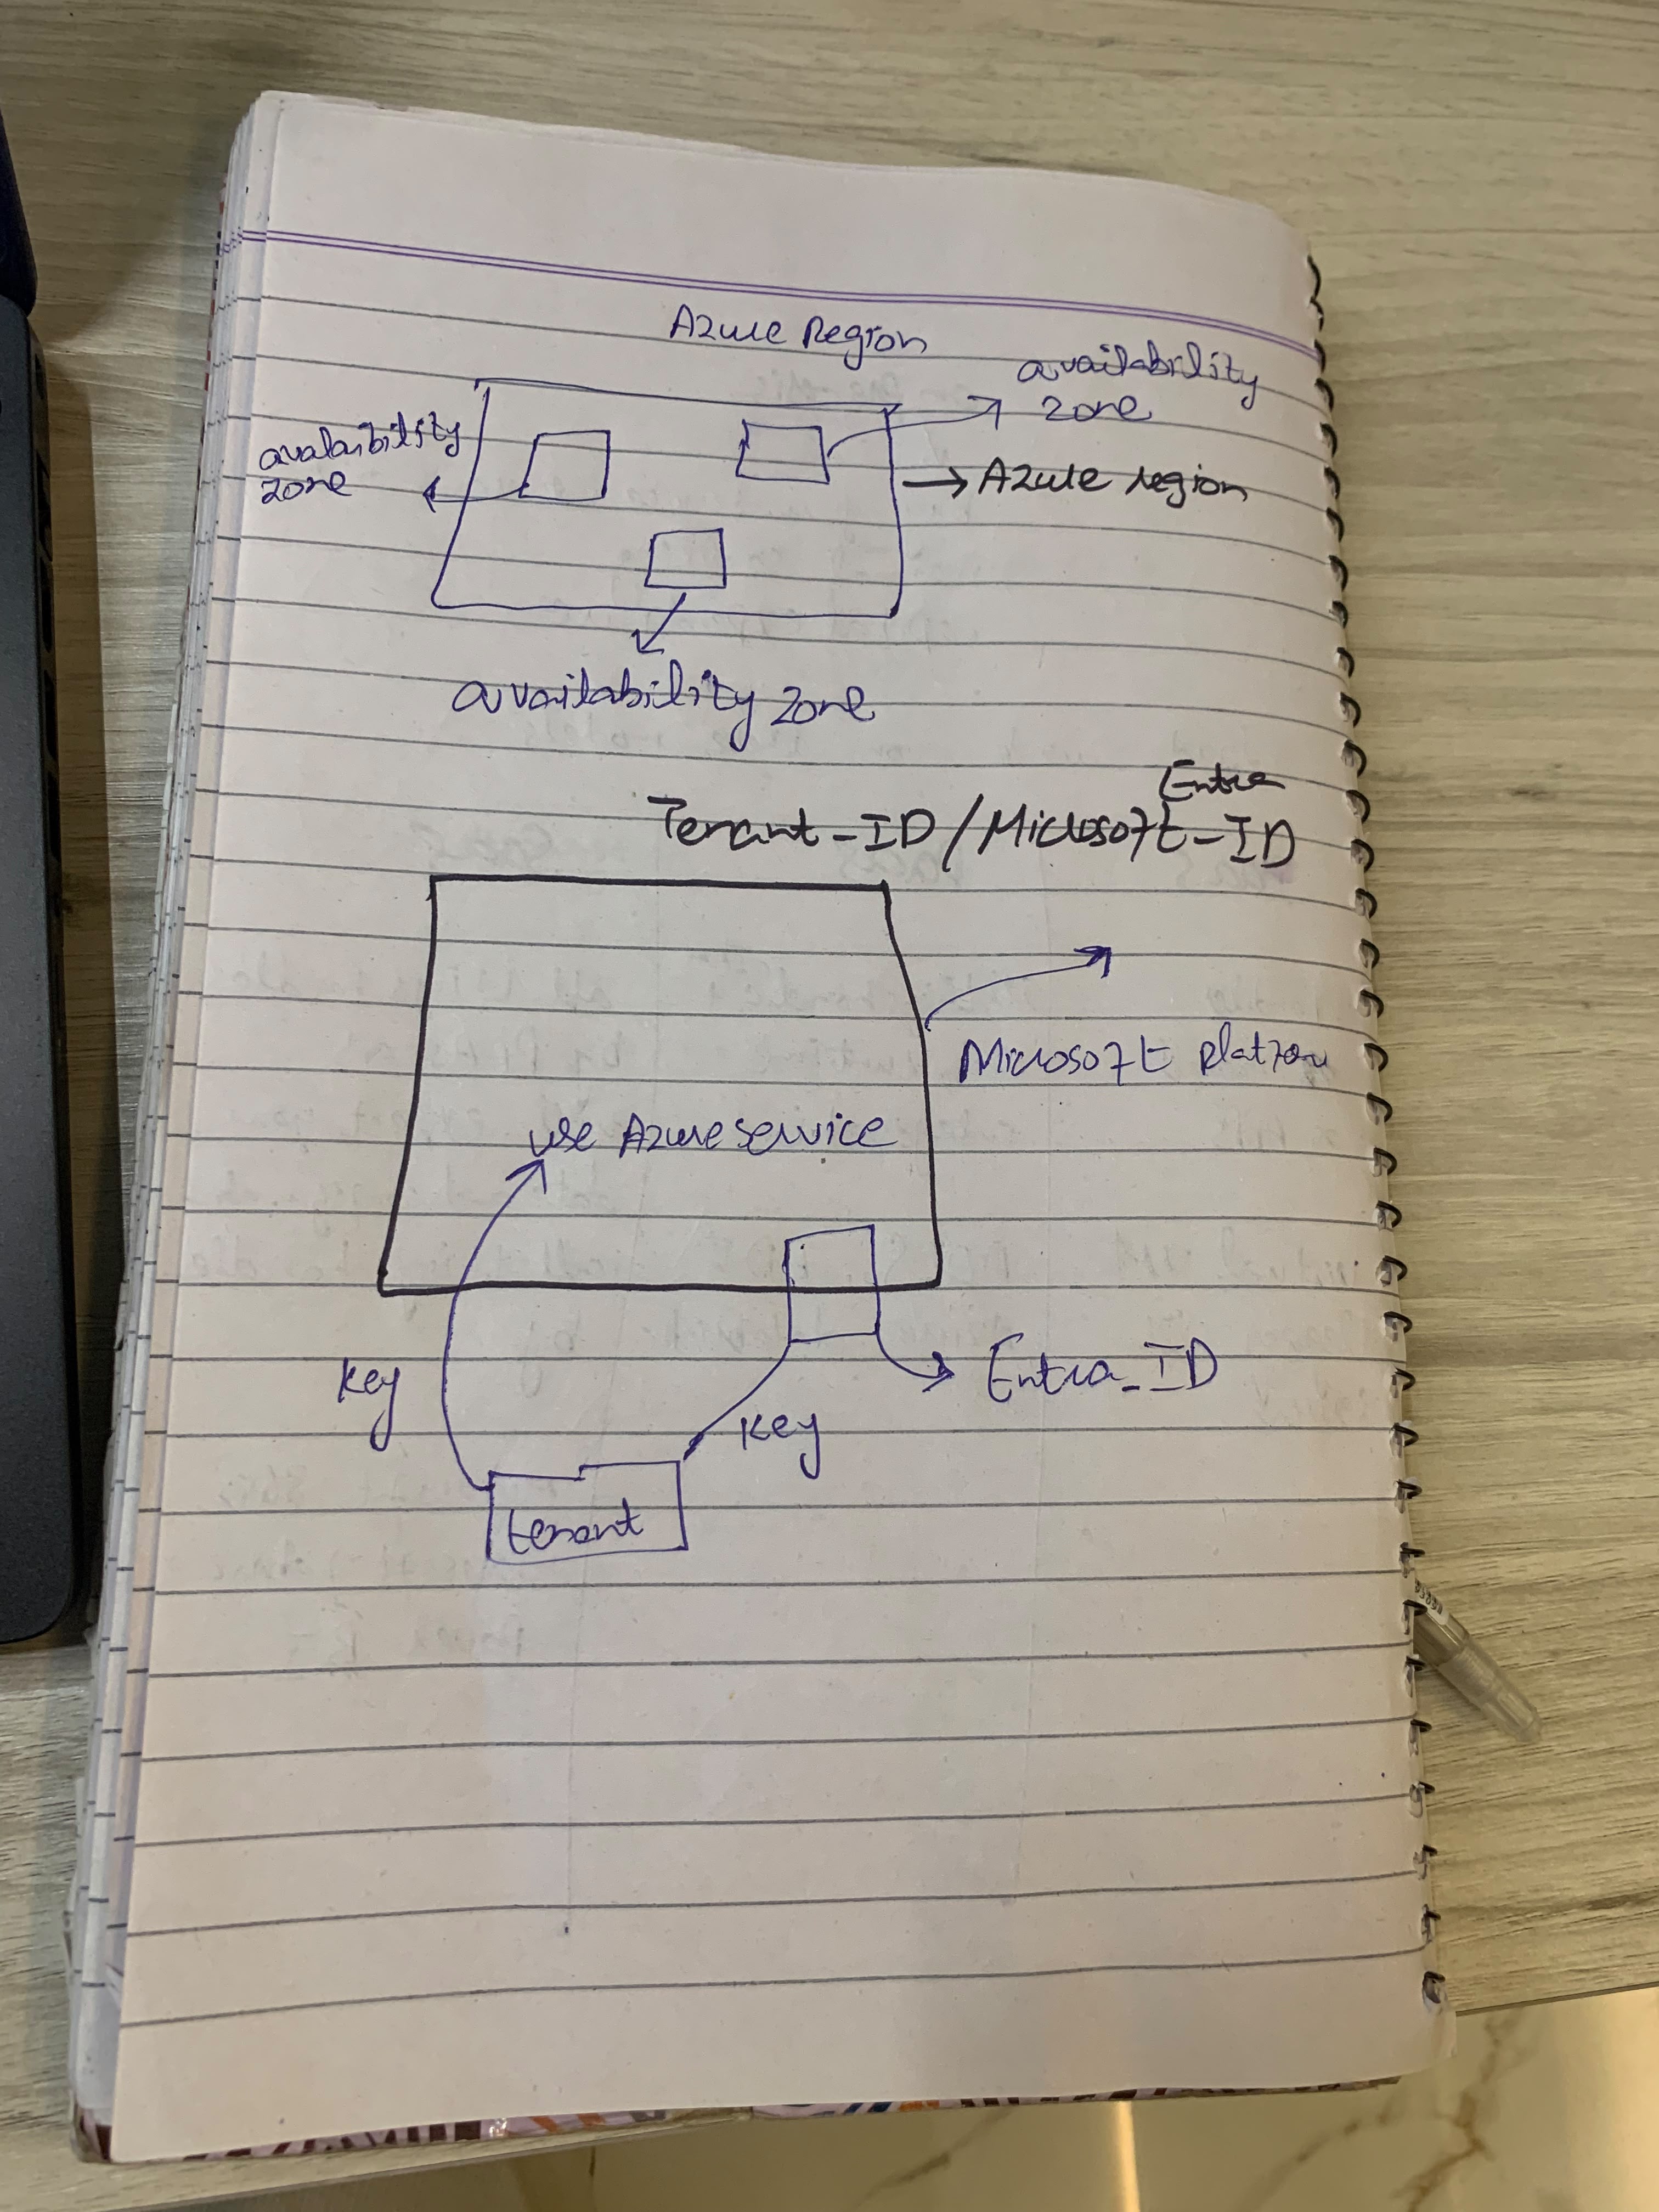 Azure Region
availability
zone
avalaibility
zone
Azure region
availability zone
Entra
Tenant-ID/Microsoft-ID
Microsoft platform
use Azure service
key
Entra_ID
key
tenant